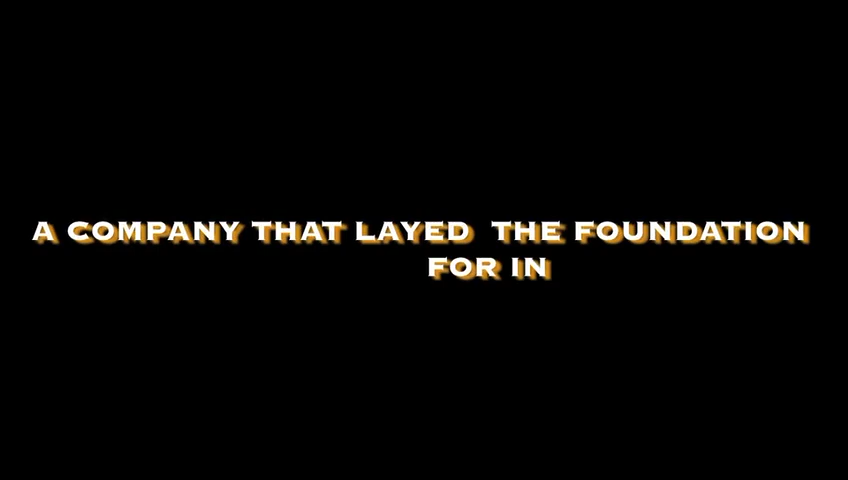 A COMPANY THAT LAYED THE FOUNDATION
FOR IN